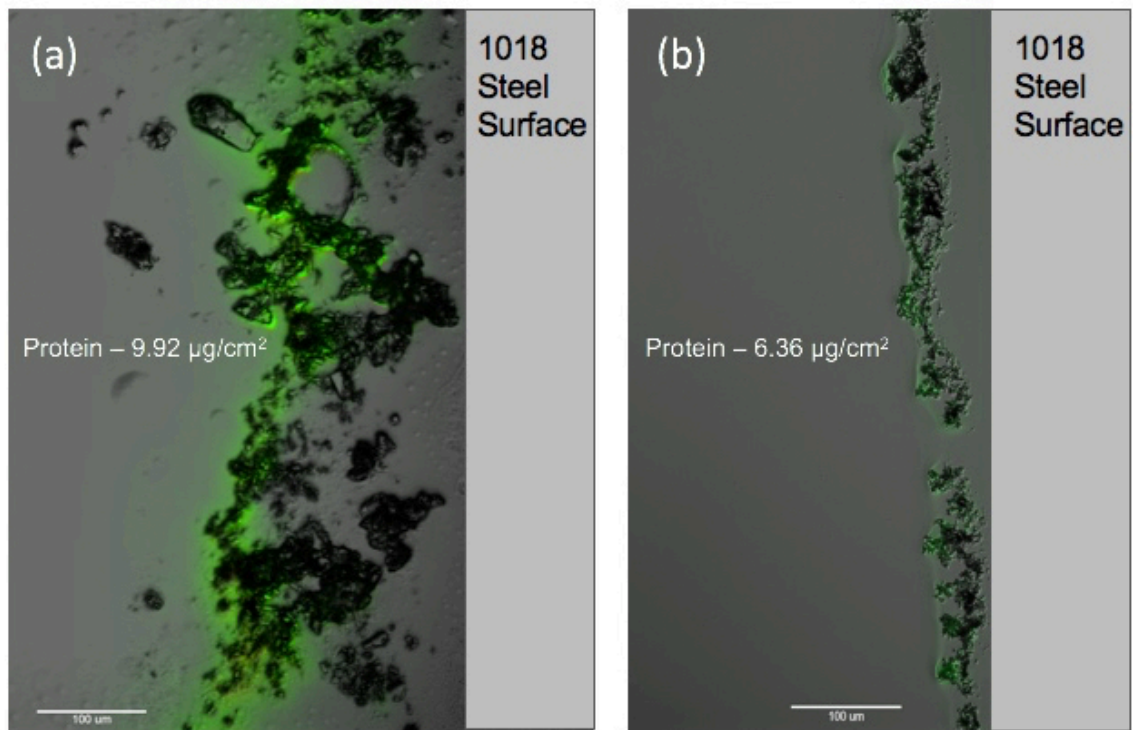 (a)
1018
Steel
Surface
Protein – 9.92 µg/cm²
100 um
(b)
1018
Steel
Surface
Protein – 6.36 µg/cm²
100 um